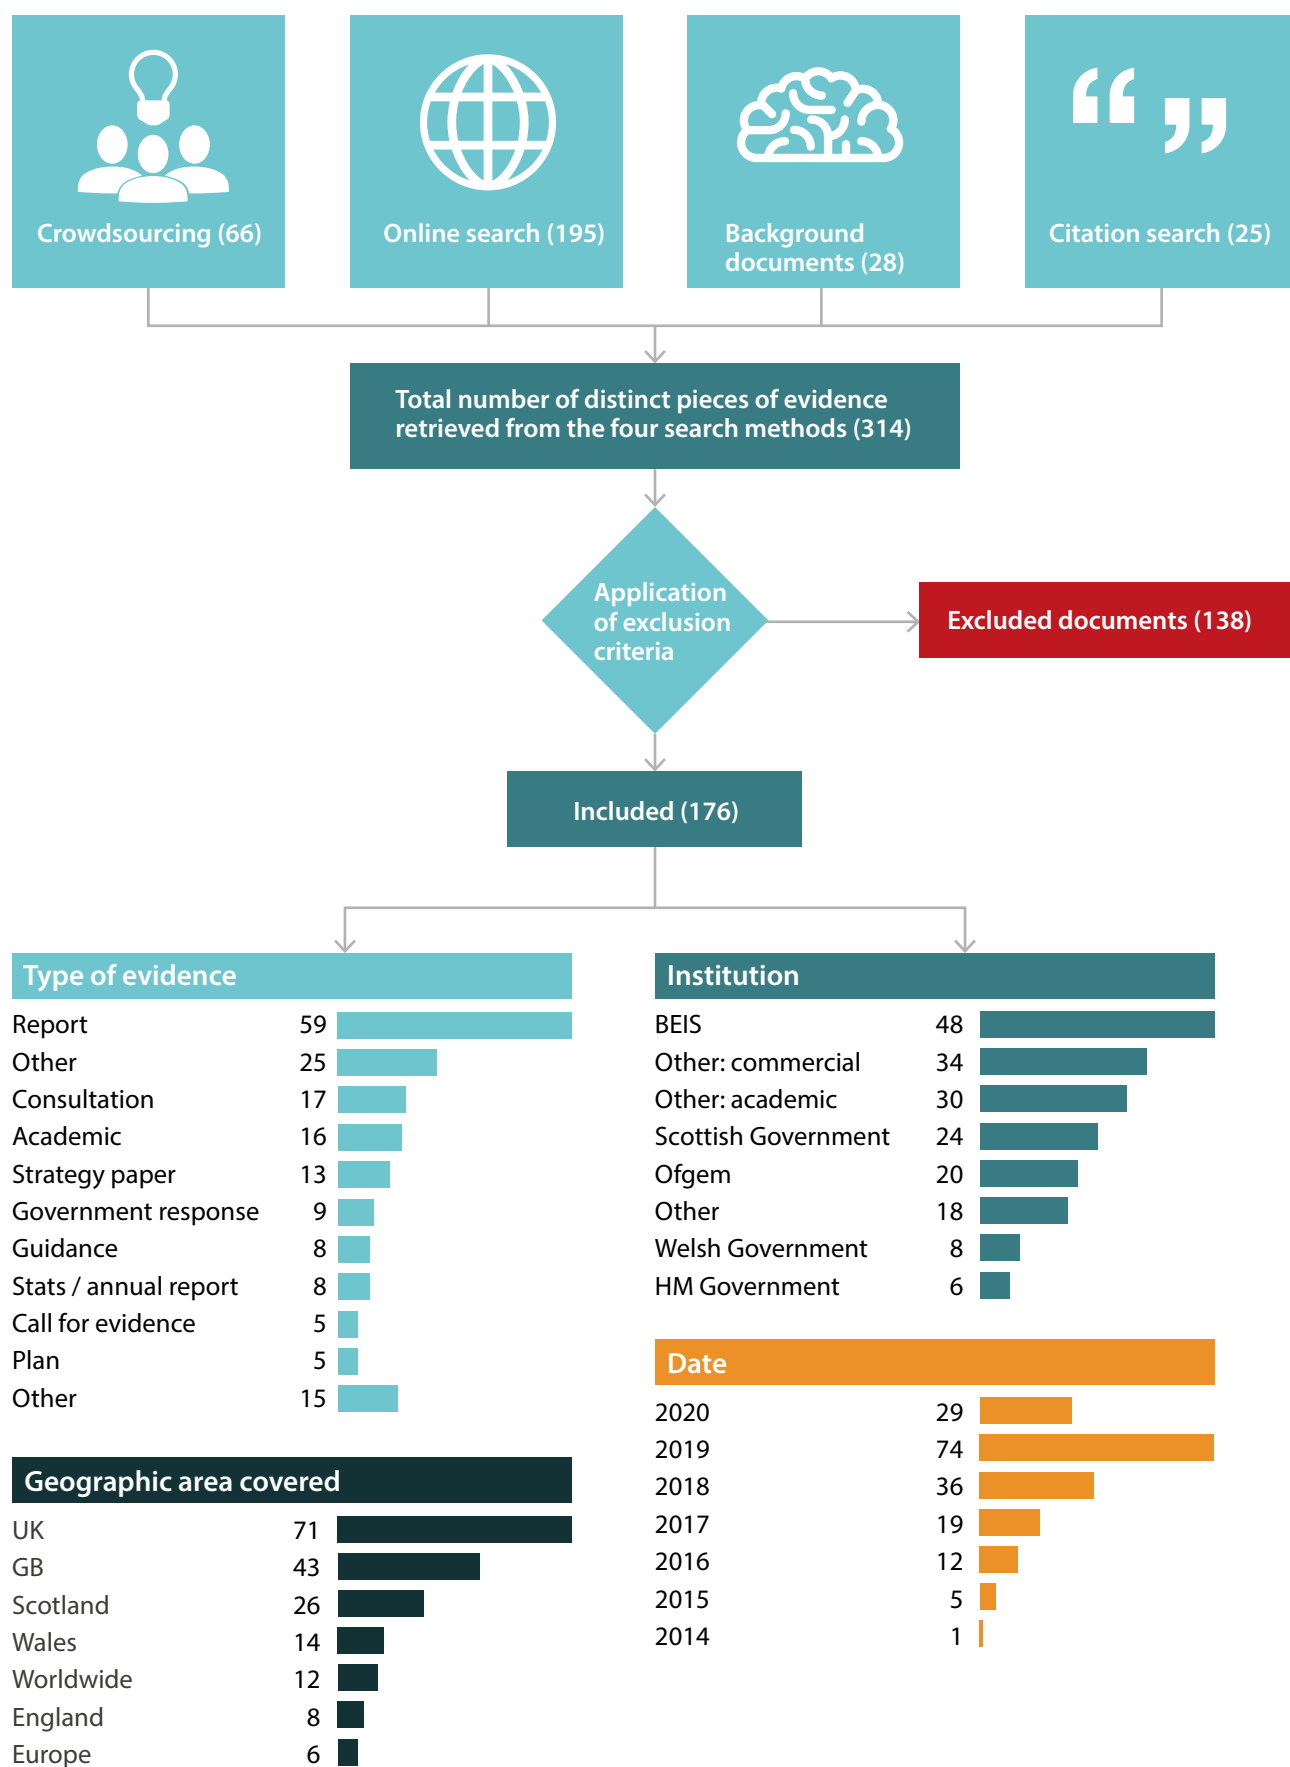 Crowdsourcing (66)
Online search (195)
Background
documents (28)
Citation search (25)
Total number of distinct pieces of evidence
retrieved from the four search methods (314)
Application
of exclusion
criteria
Excluded documents (138)
Included (176)
Type of evidence
Report 59
Other 25
Consultation 17
Academic 16
Strategy paper 13
Government response 9
Guidance 8
Stats / annual report 8
Call for evidence 5
Plan 5
Other 15
Geographic area covered
UK 71
GB 43
Scotland 26
Wales 14
Worldwide 12
England 8
Europe 6
Institution
BEIS 48
Other: commercial 34
Other: academic 30
Scottish Government 24
Ofgem 20
Other 18
Welsh Government 8
HM Government 6
Date
2020 29
2019 74
2018 36
2017 19
2016 12
2015 5
2014 1